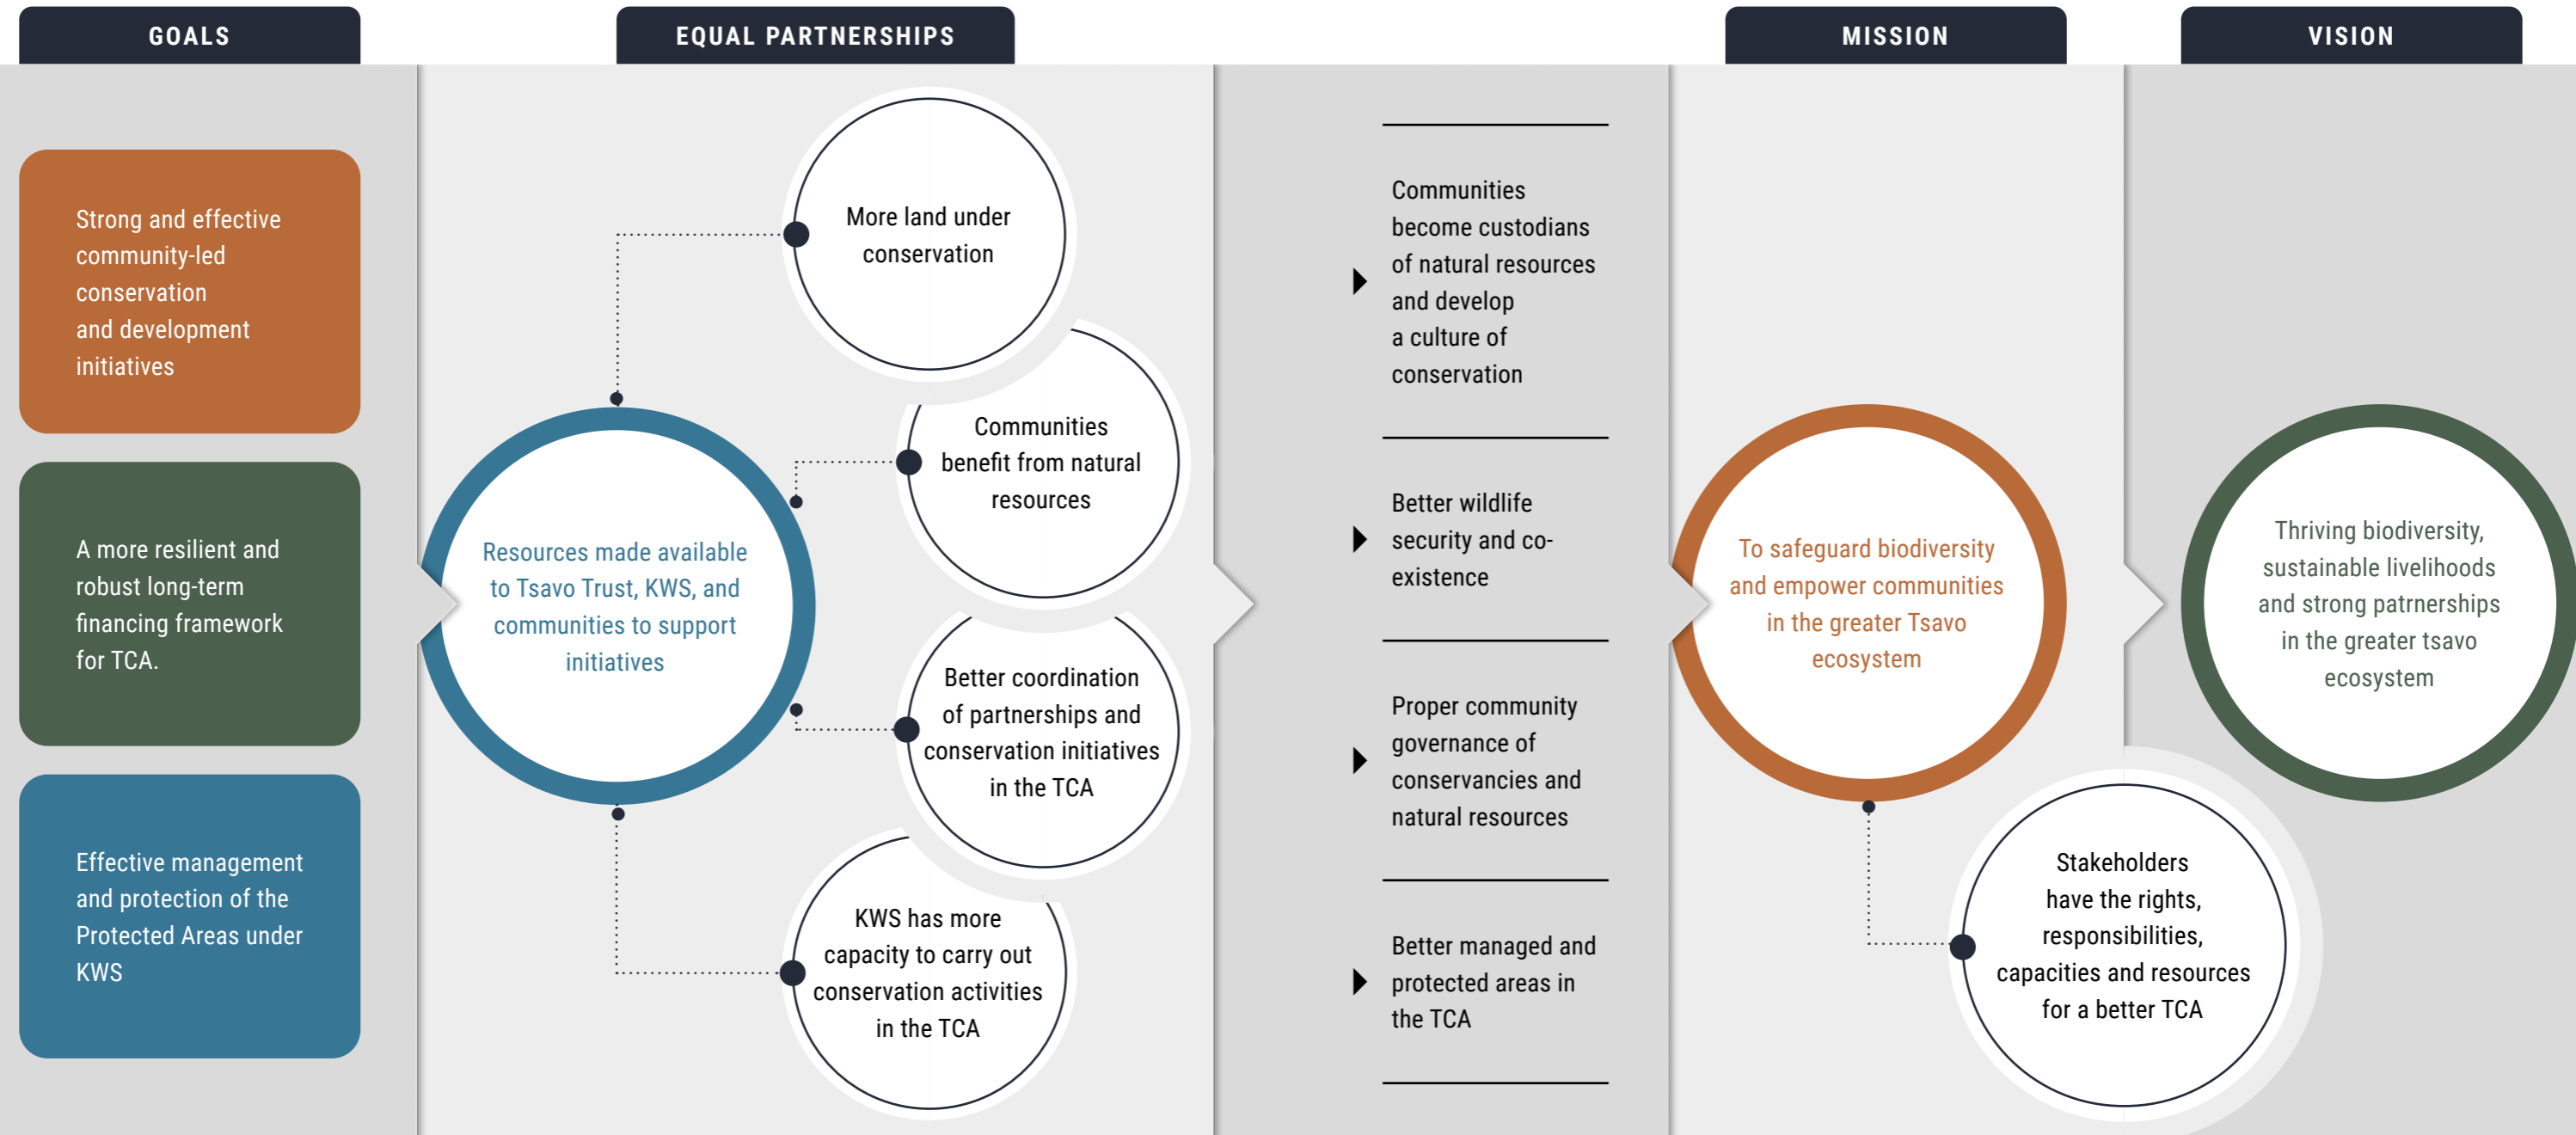 GOALS
EQUAL PARTNERSHIPS
MISSION
VISION
Strong and effective
community-led
conservation
and development
initiatives
A more resilient and
robust long-term
financing framework
for TCA.
Effective management
and protection of the
Protected Areas under
KWS
Resources made available
to Tsavo Trust, KWS, and
communities to support
initiatives
More land under
conservation
Communities
benefit from natural
resources
Better coordination
of partnerships and
conservation initiatives
in the TCA
KWS has more
capacity to carry out
conservation activities
in the TCA
Communities
become custodians
of natural resources
and develop
a culture of
conservation
Better wildlife
security and co-
existence
Proper community
governance of
conservancies and
natural resources
Better managed and
protected areas in
the TCA
To safeguard biodiversity
and empower communities
in the greater Tsavo
ecosystem
Stakeholders
have the rights,
responsibilities,
capacities and resources
for a better TCA
Thriving biodiversity,
sustainable livelihoods
and strong patrnerships
in the greater tsavo
ecosystem